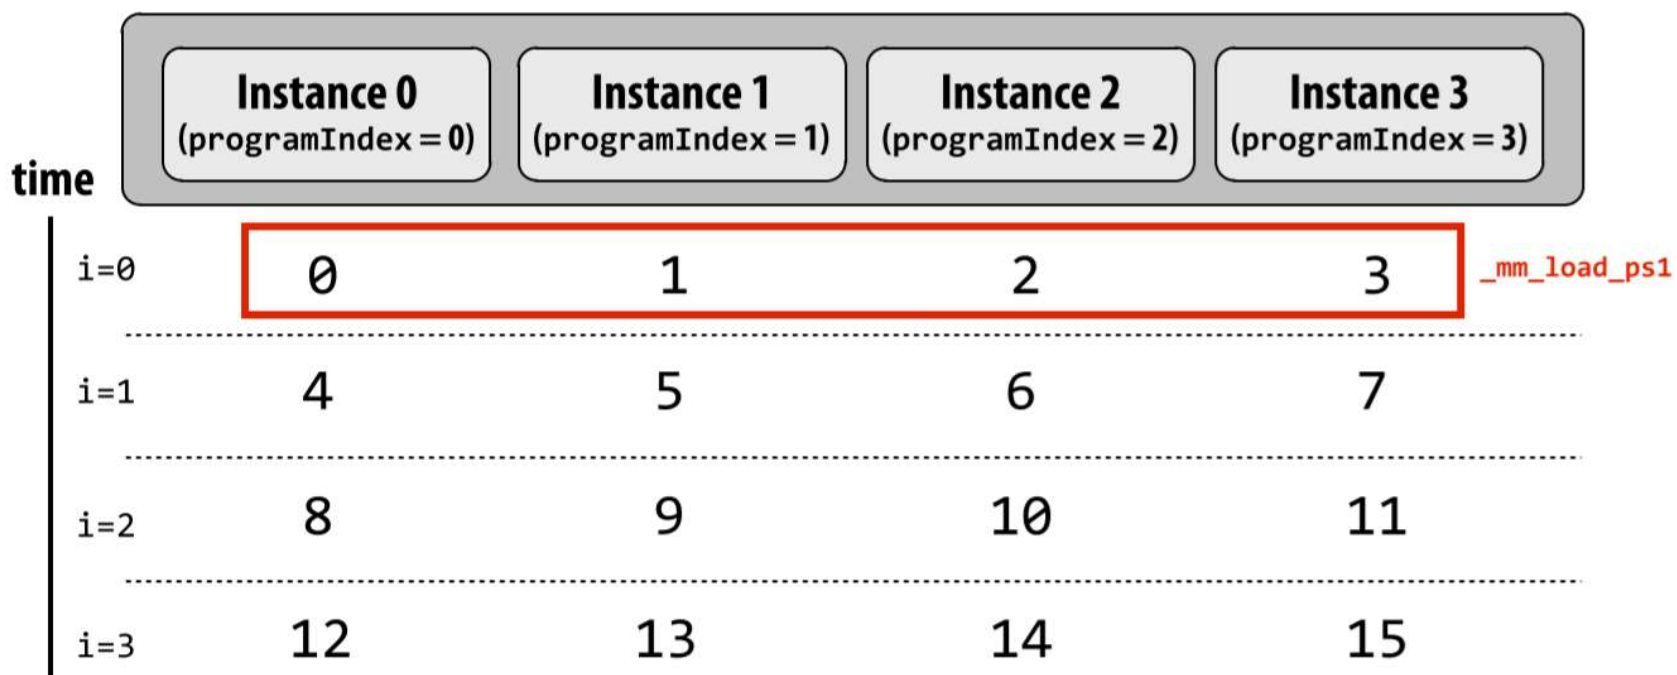 Instance 0
(programIndex = 0)
Instance 1
(programIndex = 1)
Instance 2
(programIndex = 2)
Instance 3
(programIndex = 3)
time
i=0 0 1 2 3 _mm_load_ps1
i=1 4 5 6 7
i=2 8 9 10 11
i=3 12 13 14 15